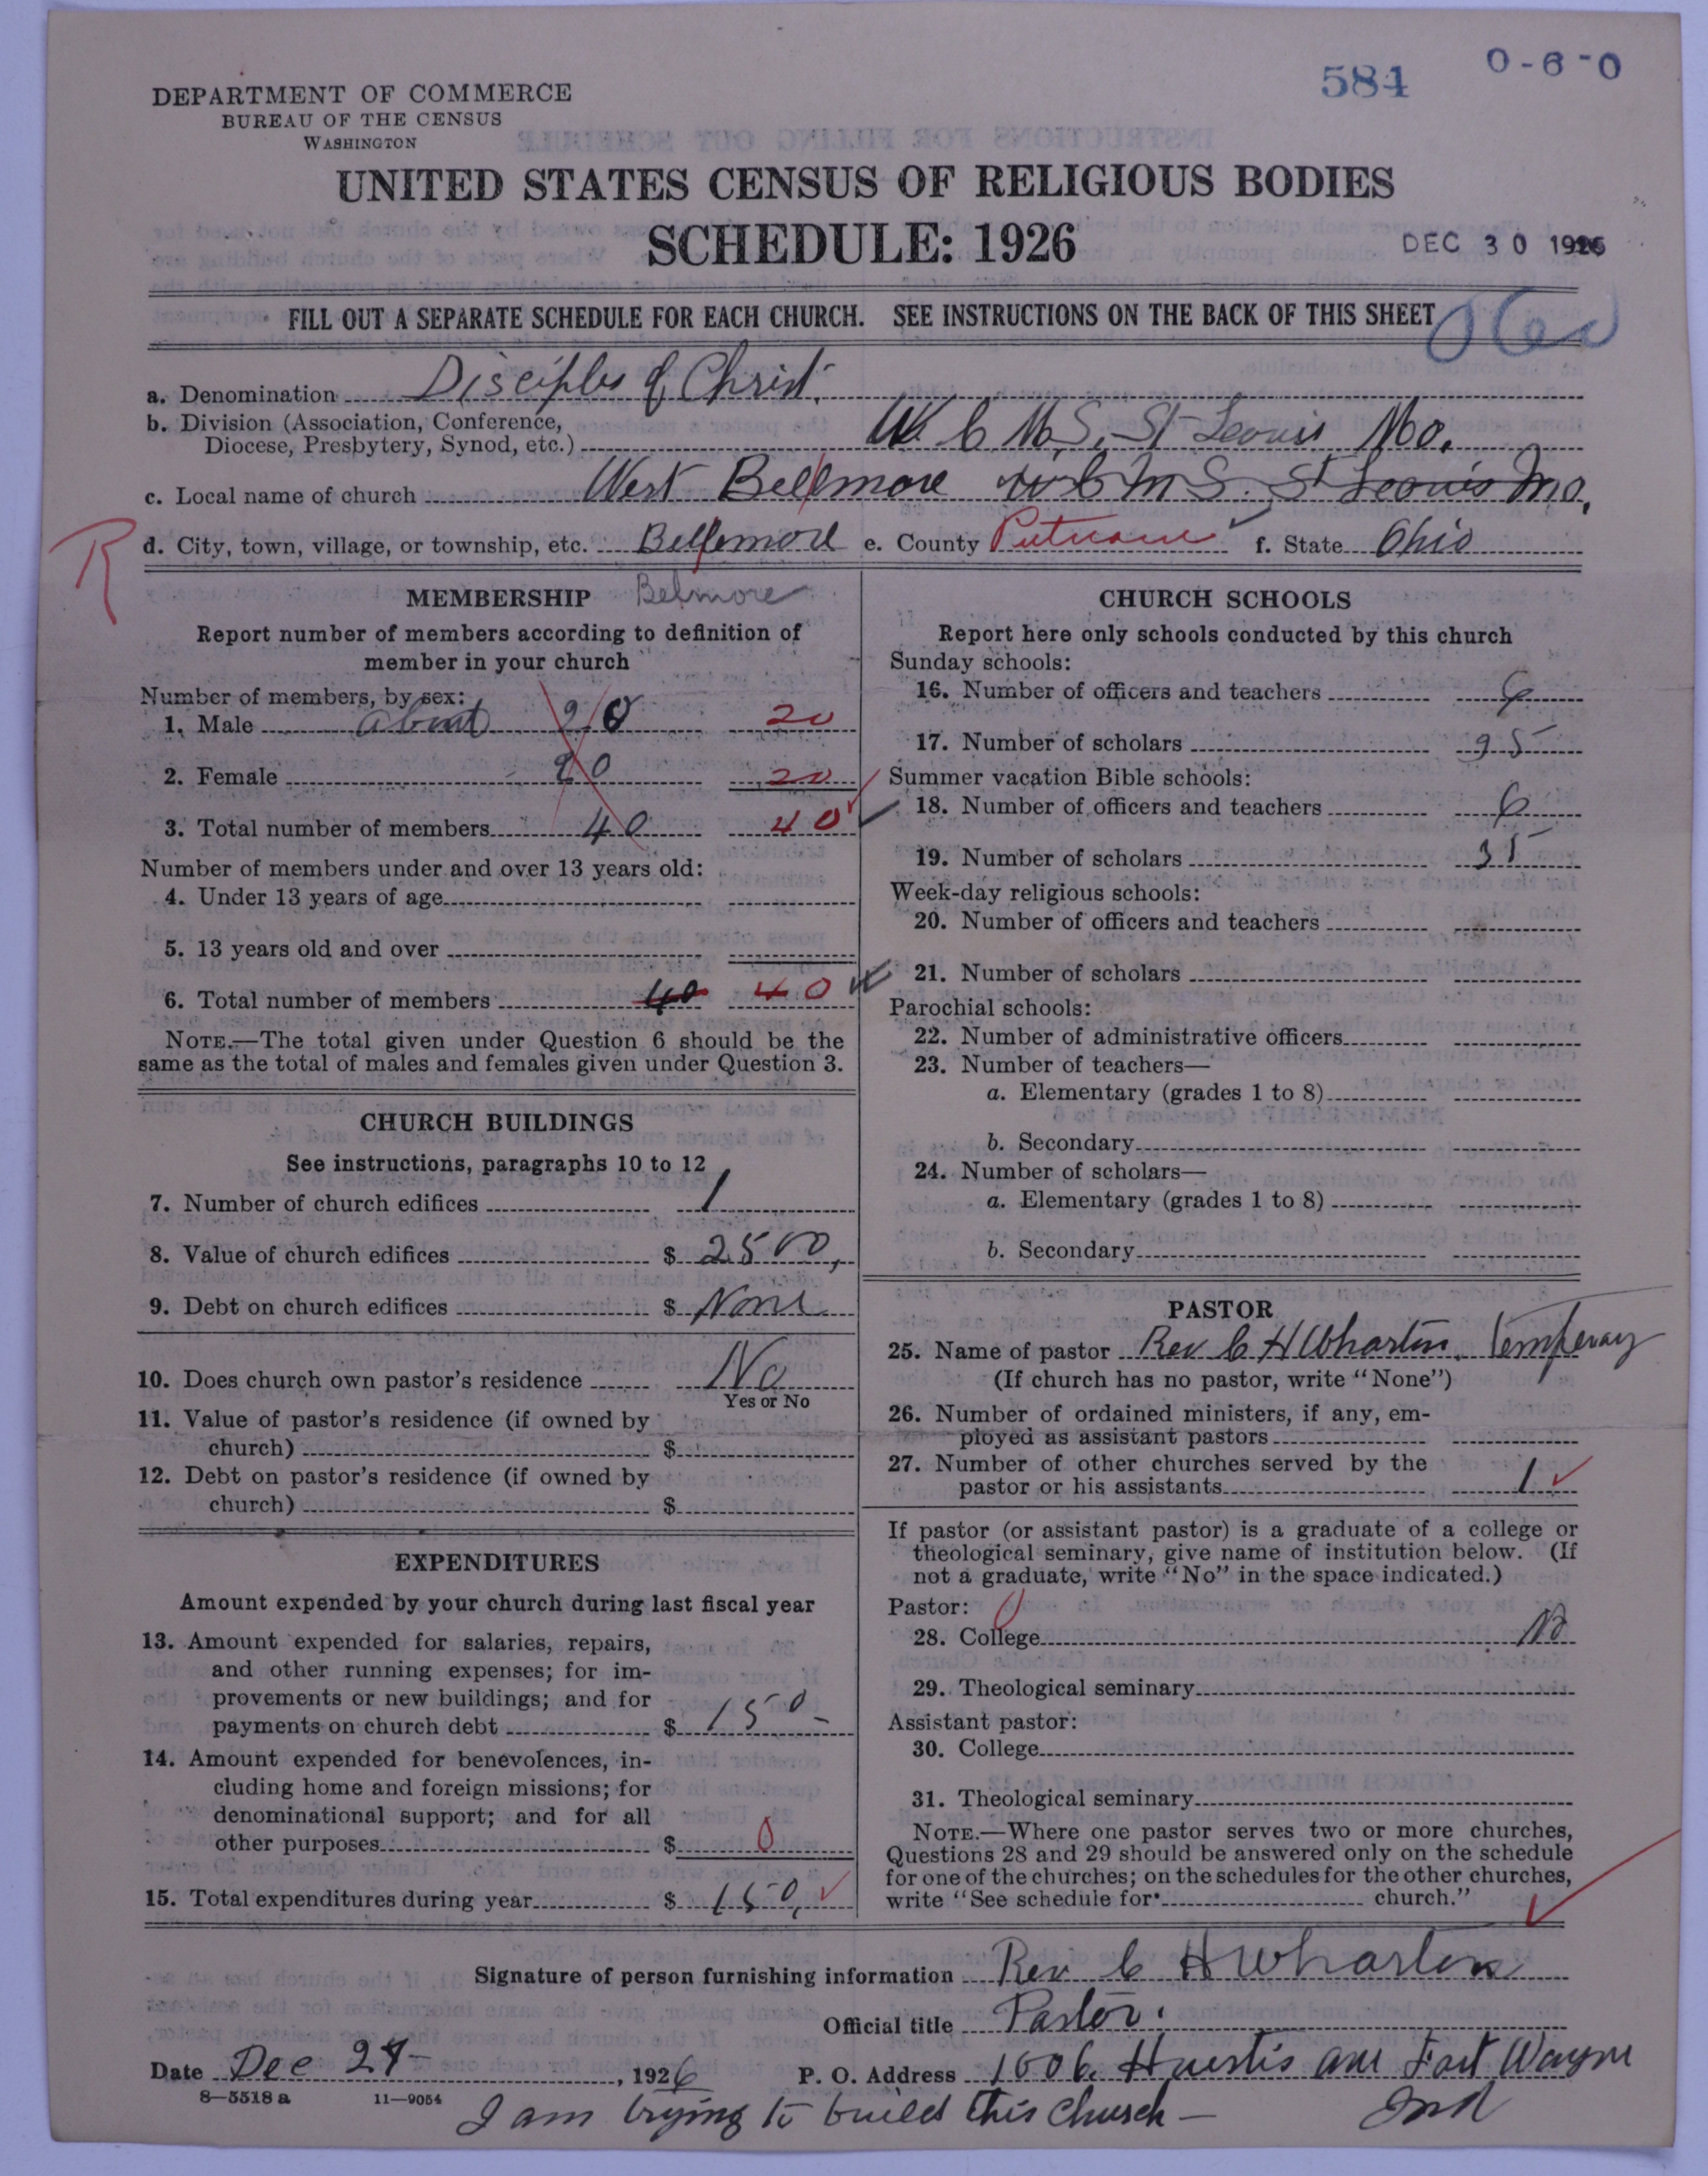 584 0-6-0
DEPARTMENT OF COMMERCE
BUREAU OF THE CENSUS
WASHINGTON
UNITED STATES CENSUS OF RELIGIOUS BODIES
SCHEDULE: 1926
DEC 30 1926
FILL OUT A SEPARATE SCHEDULE FOR EACH CHURCH. SEE INSTRUCTIONS ON THE BACK OF THIS SHEET
a. Denomination Disciples of Christ.
b. Division (Association, Conference,
Diocese, Presbytery, Synod, etc.) W. C. M. S. St Louis Mo.
c. Local name of church West Bellmore W C M S. St Louis Mo.
R
d. City, town, village, or township, etc. Bellemore e. County Putnam f. State Ohio
MEMBERSHIP Belmore
Report number of members according to definition of
member in your church
Number of members, by sex:
1. Male about 20 20
2. Female 20 20
3. Total number of members 40 40
Number of members under and over 13 years old:
4. Under 13 years of age
5. 13 years old and over
6. Total number of members 40 40
NOTE.—The total given under Question 6 should be the
same as the total of males and females given under Question 3.
CHURCH BUILDINGS
See instructions, paragraphs 10 to 12
7. Number of church edifices 1
8. Value of church edifices $ 2500,
9. Debt on church edifices $ None
10. Does church own pastor's residence No
Yes or No
11. Value of pastor's residence (if owned by
church) $
12. Debt on pastor's residence (if owned by
church) $
EXPENDITURES
Amount expended by your church during last fiscal year
13. Amount expended for salaries, repairs,
and other running expenses; for im-
provements or new buildings; and for
payments on church debt $ 150-
14. Amount expended for benevolences, in-
cluding home and foreign missions; for
denominational support; and for all
other purposes $ 0
15. Total expenditures during year $ 150,
CHURCH SCHOOLS
Report here only schools conducted by this church
Sunday schools:
16. Number of officers and teachers 6
17. Number of scholars 35
Summer vacation Bible schools:
18. Number of officers and teachers 6
19. Number of scholars 35
Week-day religious schools:
20. Number of officers and teachers
21. Number of scholars
Parochial schools:
22. Number of administrative officers
23. Number of teachers—
a. Elementary (grades 1 to 8)
b. Secondary
24. Number of scholars—
a. Elementary (grades 1 to 8)
b. Secondary
PASTOR
25. Name of pastor Rev C H Wharton. Temperay
(If church has no pastor, write "None")
26. Number of ordained ministers, if any, em-
ployed as assistant pastors
27. Number of other churches served by the
pastor or his assistants 1
If pastor (or assistant pastor) is a graduate of a college or
theological seminary, give name of institution below. (If
not a graduate, write "No" in the space indicated.)
Pastor: 0
28. College No
29. Theological seminary
Assistant pastor:
30. College
31. Theological seminary
NOTE.—Where one pastor serves two or more churches,
Questions 28 and 29 should be answered only on the schedule
for one of the churches; on the schedules for the other churches,
write "See schedule for church."
Signature of person furnishing information Rev C H Wharton
Official title Pastor.
Date Dec 27-, 1926 P. O. Address 1006 Huestis ave Fort Wayne
8-5518 a 11-9054 I am trying to build this Church — Ind